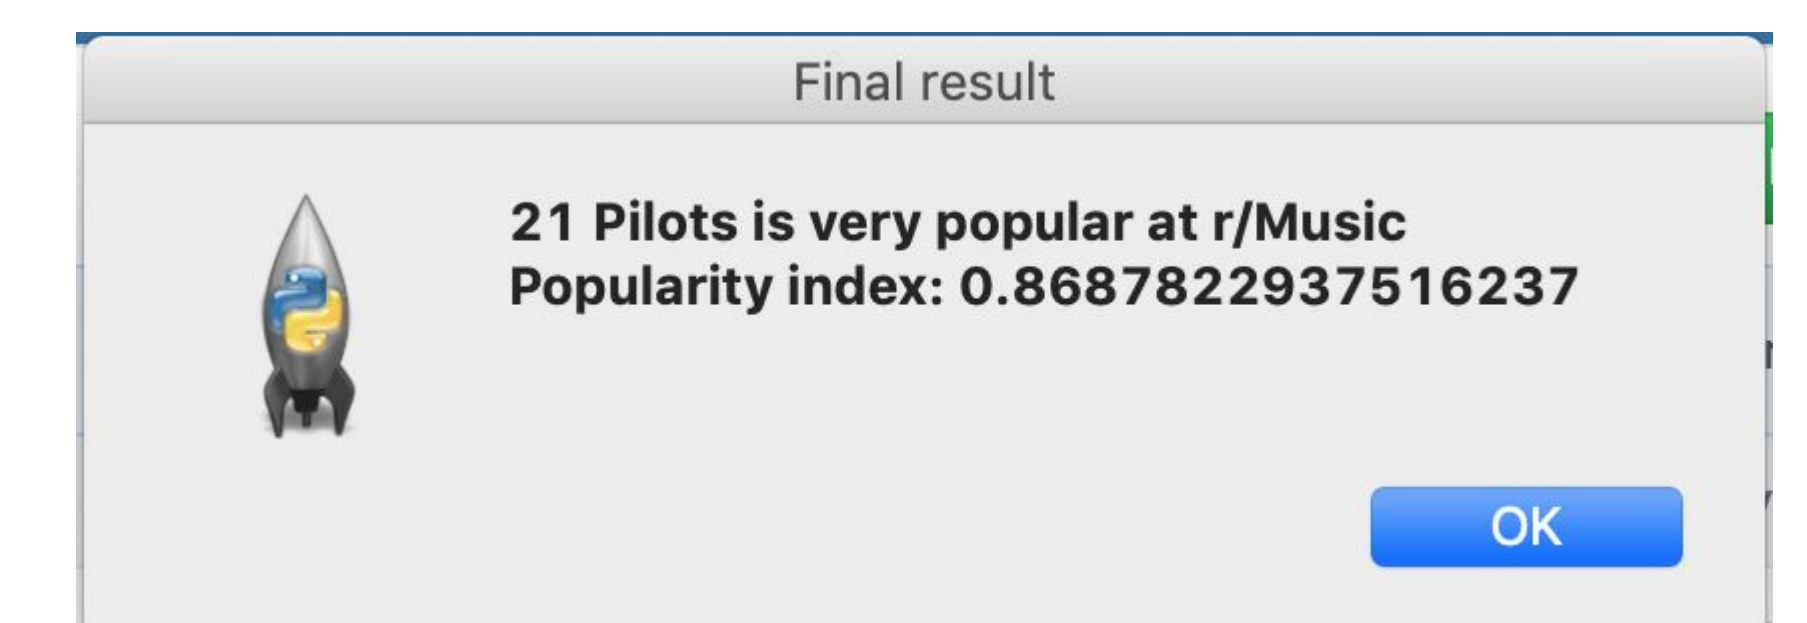 Final result
21 Pilots is very popular at r/Music
Popularity index: 0.8687822937516237
OK